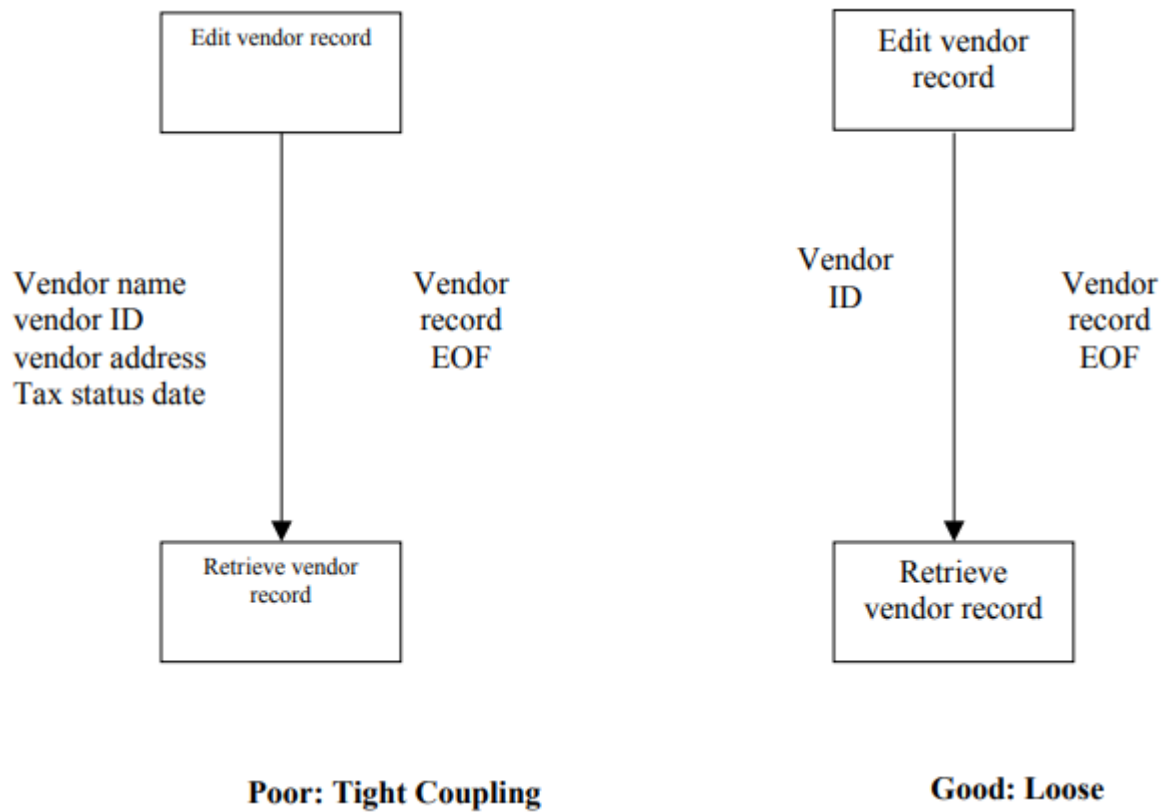 Edit vendor record
Vendor name
vendor ID
vendor address
Tax status date
Vendor
record
EOF
Retrieve vendor
record
Poor: Tight Coupling
Edit vendor
record
Vendor
ID
Vendor
record
EOF
Retrieve
vendor record
Good: Loose